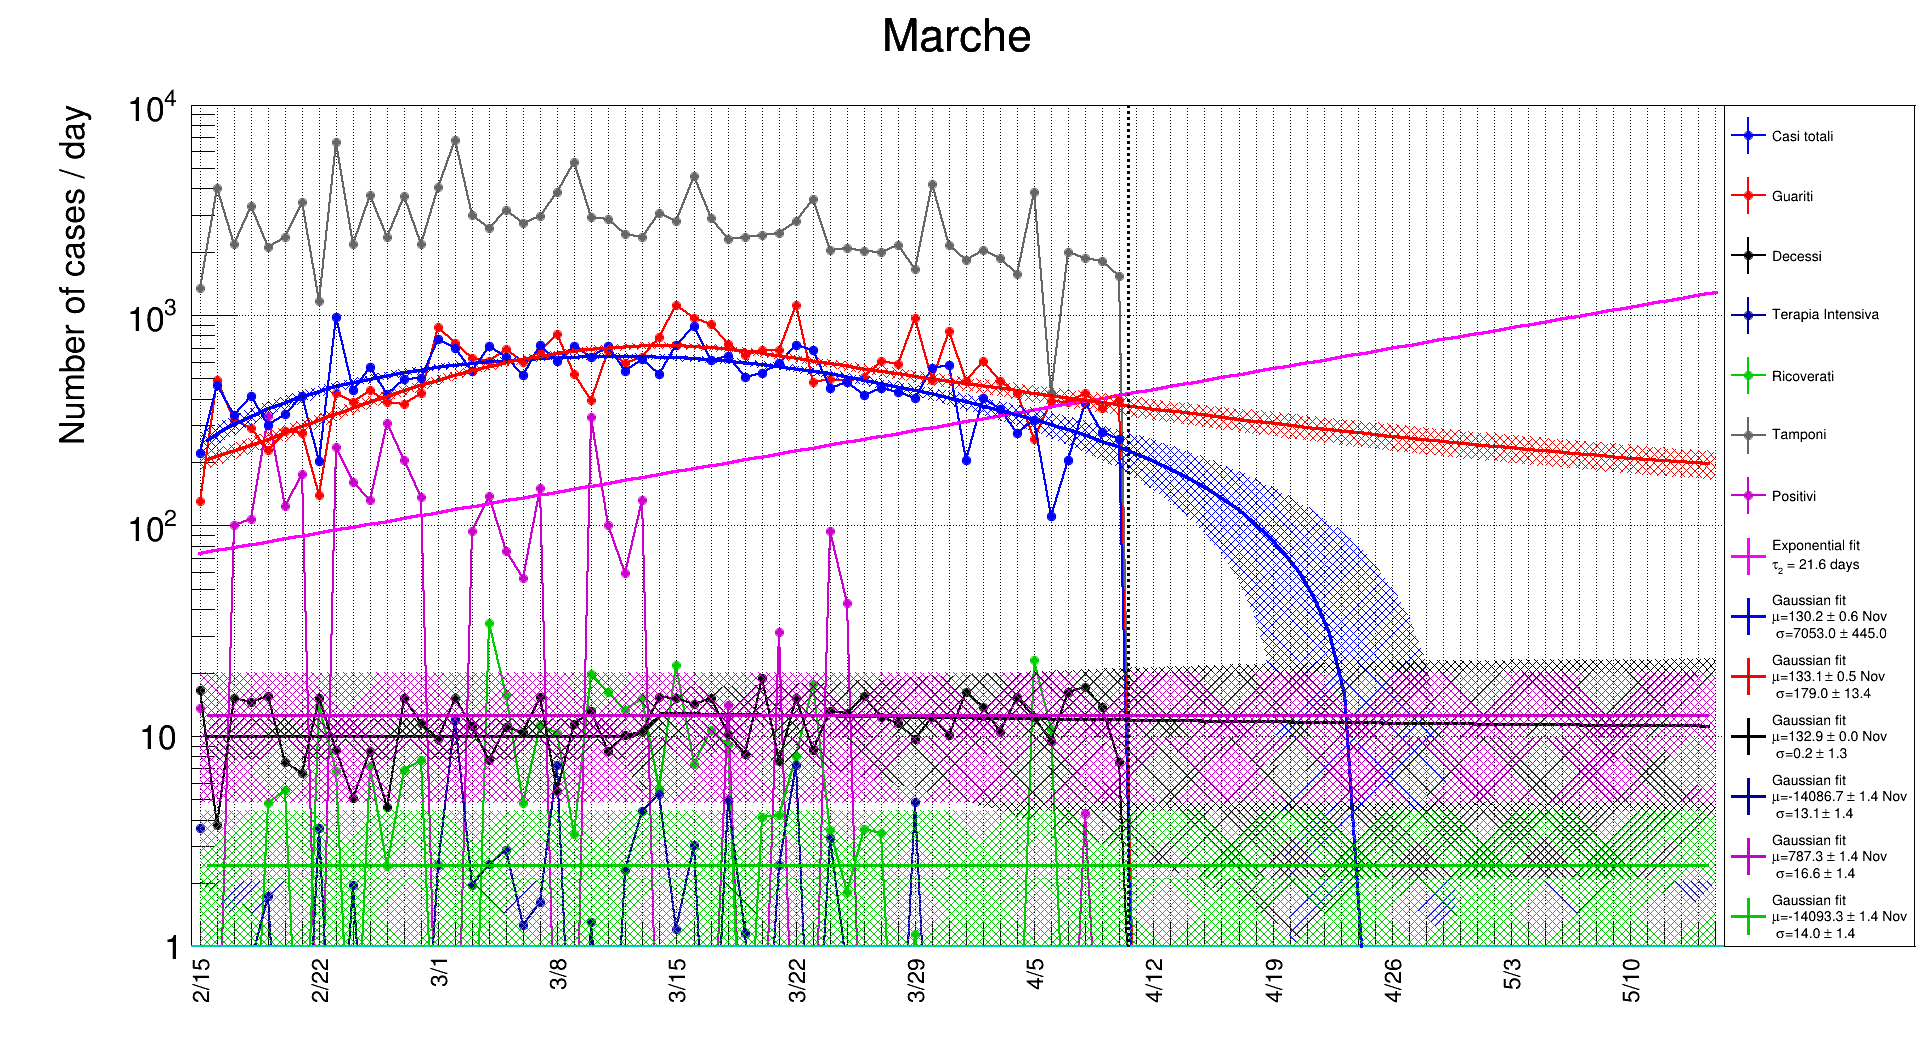 Marche
Number of cases / day
10^4
10^3
10^2
10
1
2/15
2/22
3/1
3/8
3/15
3/22
3/29
4/5
4/12
4/19
4/26
5/3
5/10
Casi totali
Guariti
Decessi
Terapia Intensiva
Ricoverati
Tamponi
Positivi
Exponential fit
τ₂ = 21.6 days
Gaussian fit
μ=130.2 ± 0.6 Nov
σ=7053.0 ± 445.0
Gaussian fit
μ=133.1 ± 0.5 Nov
σ=179.0 ± 13.4
Gaussian fit
μ=132.9 ± 0.0 Nov
σ=0.2 ± 1.3
Gaussian fit
μ=-14086.7 ± 1.4 Nov
σ=13.1 ± 1.4
Gaussian fit
μ=787.3 ± 1.4 Nov
σ=16.6 ± 1.4
Gaussian fit
μ=-14093.3 ± 1.4 Nov
σ=14.0 ± 1.4